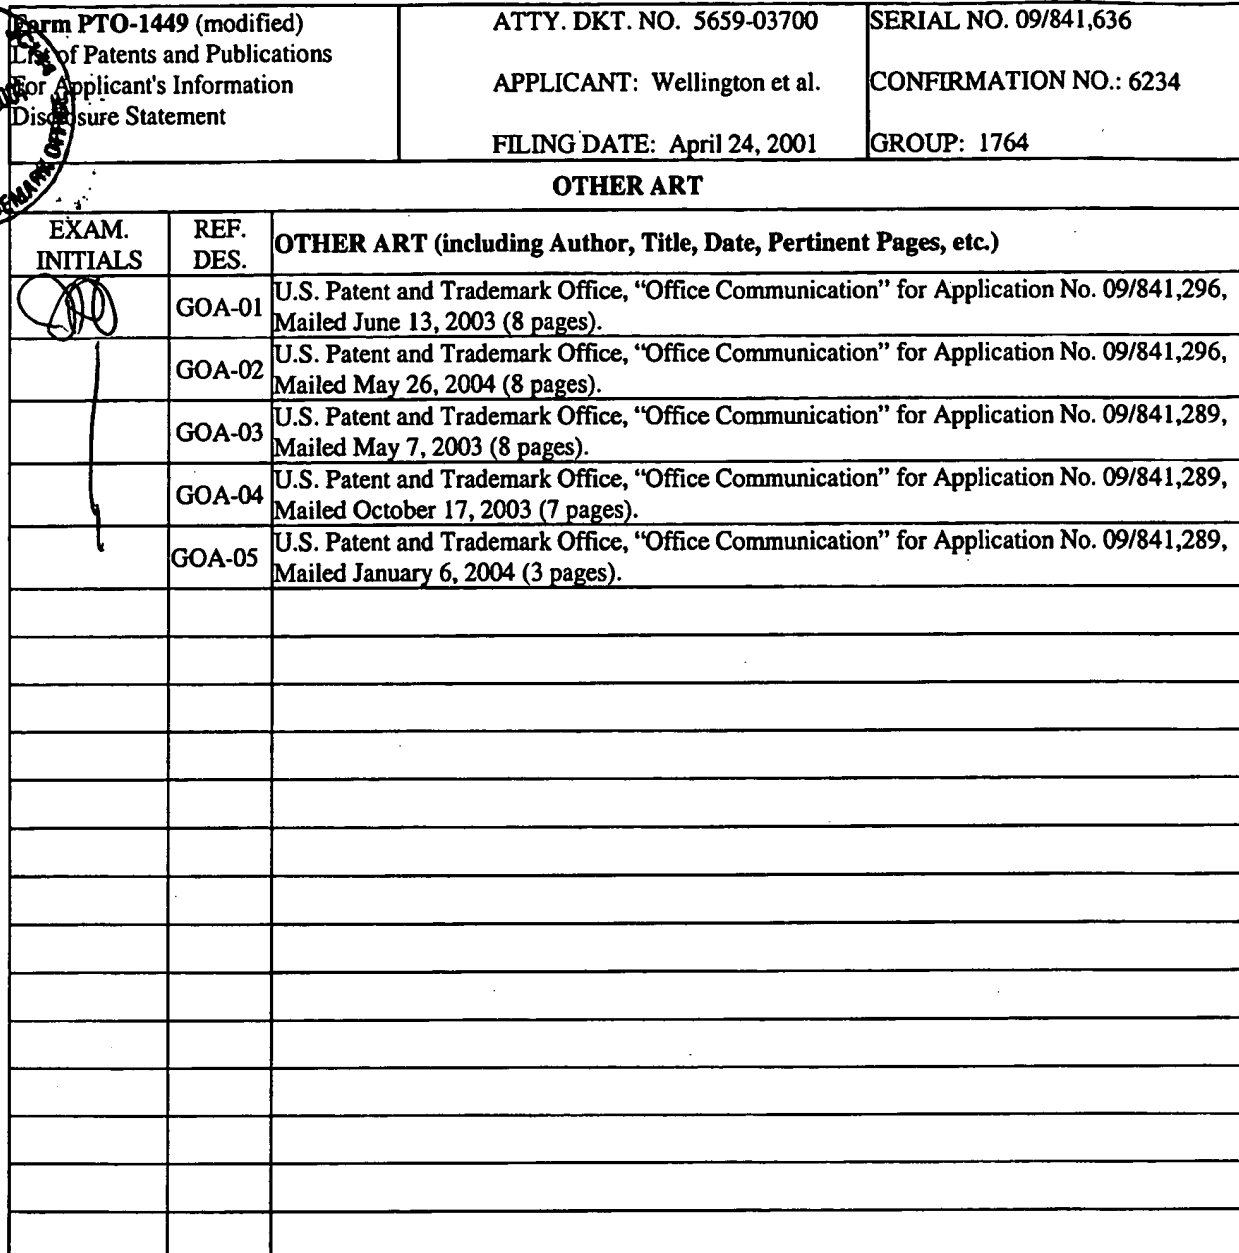 Form PTO-1449 (modified)
List of Patents and Publications
For Applicant's Information
Disclosure Statement
ATTY. DKT. NO. 5659-03700
APPLICANT: Wellington et al.
FILING DATE: April 24, 2001
SERIAL NO. 09/841,636
CONFIRMATION NO.: 6234
GROUP: 1764
OTHER ART
EXAM.
INITIALS
REF.
DES.
OTHER ART (including Author, Title, Date, Pertinent Pages, etc.)
GOA-01
U.S. Patent and Trademark Office, “Office Communication” for Application No. 09/841,296,
Mailed June 13, 2003 (8 pages).
GOA-02
U.S. Patent and Trademark Office, “Office Communication” for Application No. 09/841,296,
Mailed May 26, 2004 (8 pages).
GOA-03
U.S. Patent and Trademark Office, “Office Communication” for Application No. 09/841,289,
Mailed May 7, 2003 (8 pages).
GOA-04
U.S. Patent and Trademark Office, “Office Communication” for Application No. 09/841,289,
Mailed October 17, 2003 (7 pages).
GOA-05
U.S. Patent and Trademark Office, “Office Communication” for Application No. 09/841,289,
Mailed January 6, 2004 (3 pages).